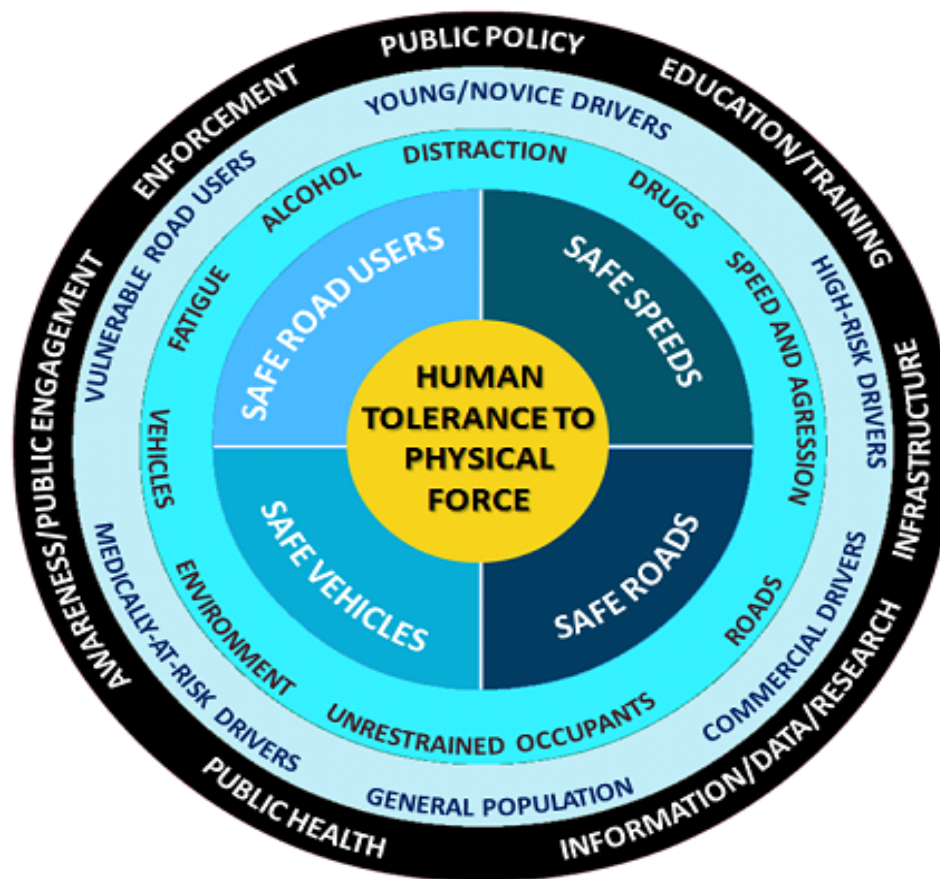 PUBLIC POLICY
EDUCATION/TRAINING
INFRASTRUCTURE
INFORMATION/DATA/RESEARCH
PUBLIC HEALTH
AWARENESS/PUBLIC ENGAGEMENT
ENFORCEMENT
YOUNG/NOVICE DRIVERS
HIGH-RISK DRIVERS
COMMERCIAL DRIVERS
GENERAL POPULATION
MEDICALLY-AT-RISK DRIVERS
VULNERABLE ROAD USERS
DISTRACTION
DRUGS
SPEED AND AGRESSION
ROADS
UNRESTRAINED OCCUPANTS
ENVIRONMENT
VEHICLES
FATIGUE
ALCOHOL
SAFE ROAD USERS
SAFE SPEEDS
SAFE ROADS
SAFE VEHICLES
HUMAN
TOLERANCE TO
PHYSICAL
FORCE